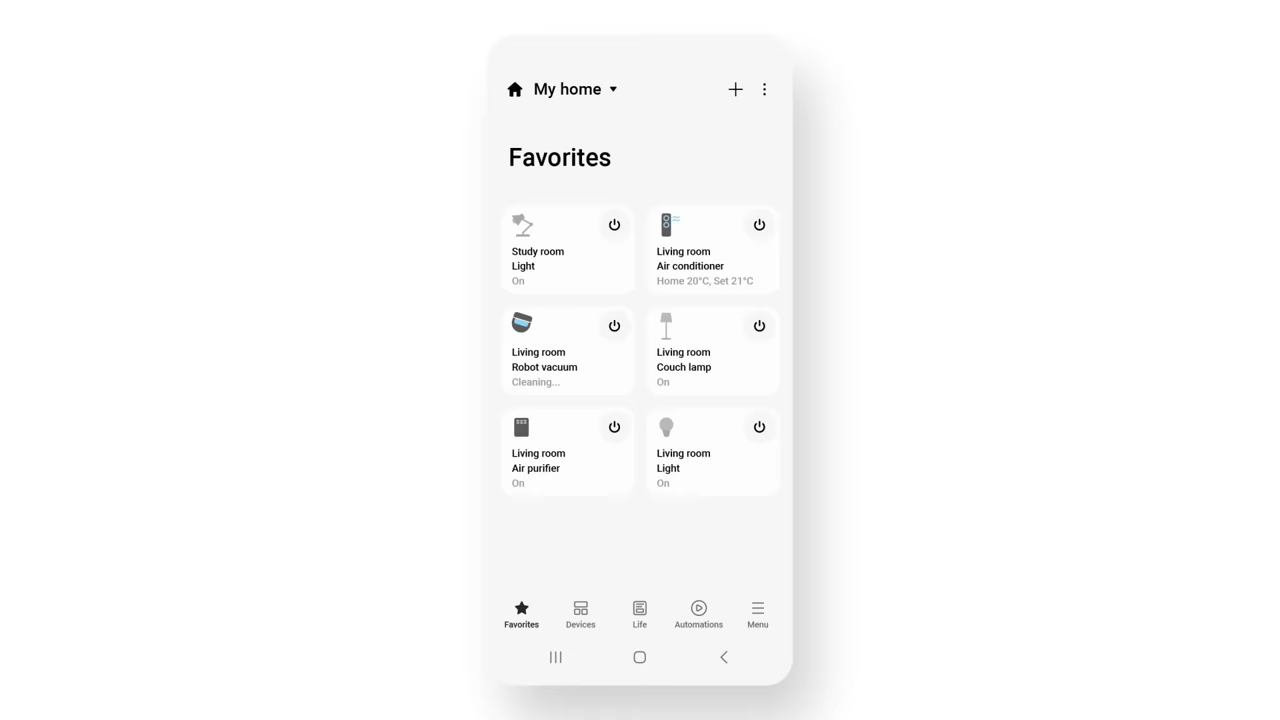 My home
Favorites
Study room
Light
On
Living room
Air conditioner
Home 20°C, Set 21°C
Living room
Robot vacuum
Cleaning...
Living room
Couch lamp
On
Living room
Air purifier
On
Living room
Light
On
Favorites
Devices
Life
Automations
Menu